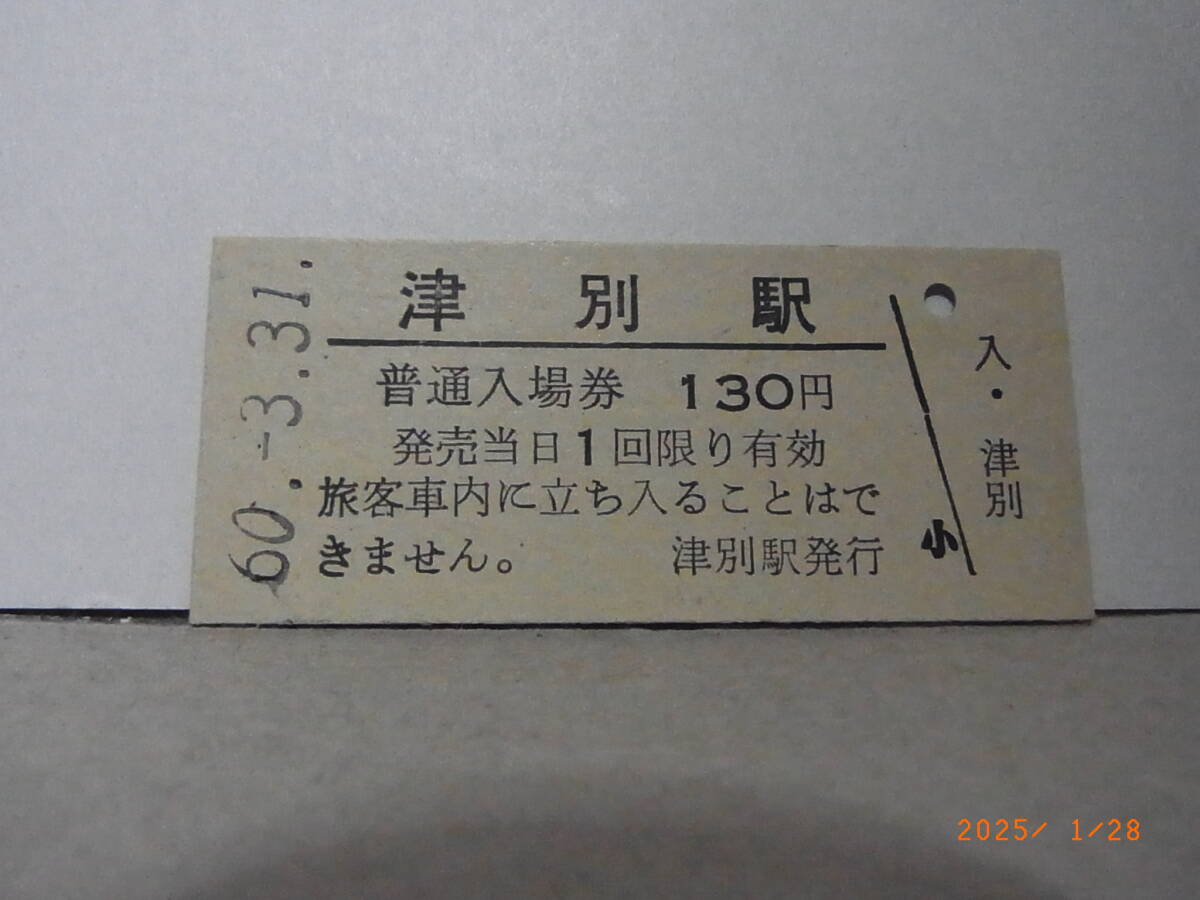 60.-3.31.
津別駅
普通入場券 130円
発売当日1回限り有効
旅客車内に立ち入ることはで
きません。 津別駅発行
小
入・津別
2025/ 1/28